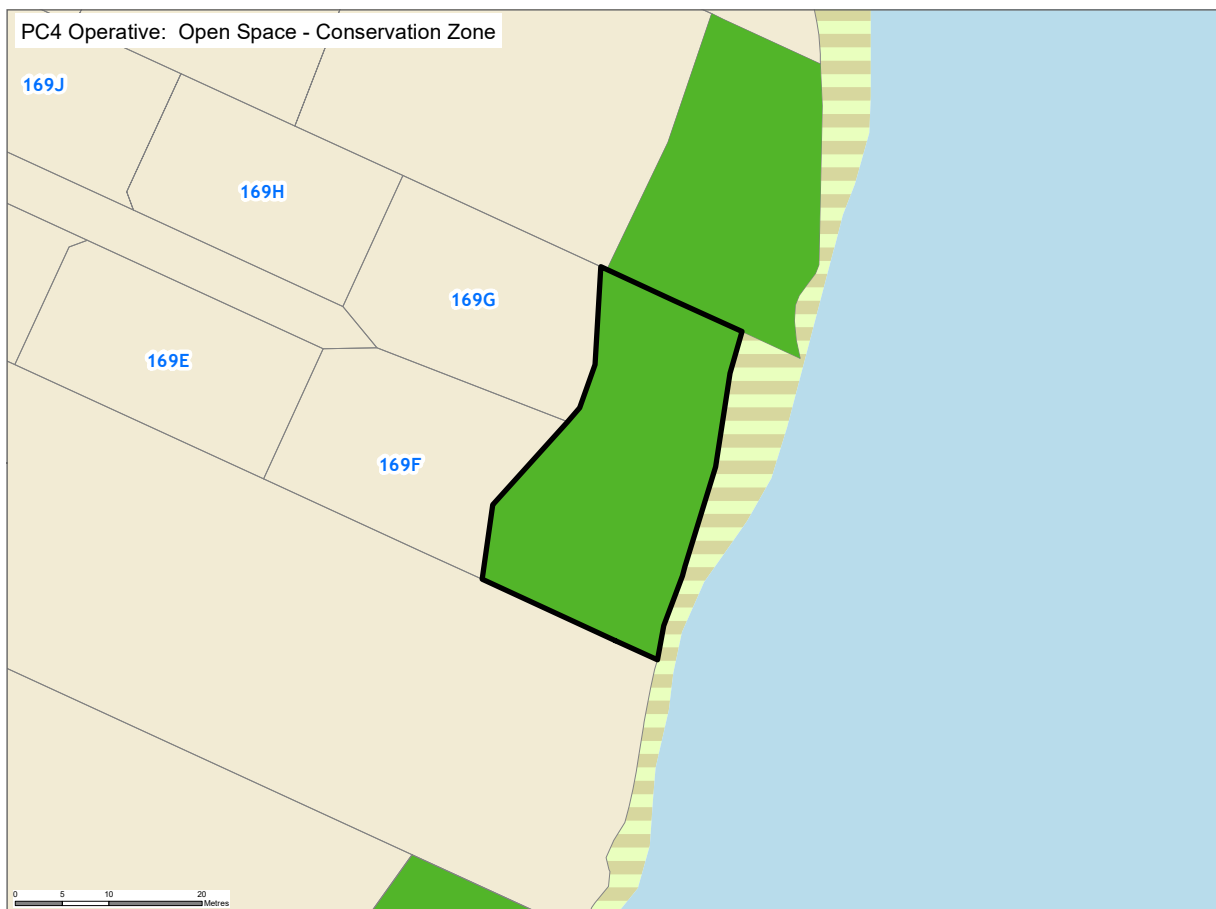 PC4 Operative:  Open Space - Conservation Zone
169J
169H
169G
169E
169F
0 5 10 20
Metres